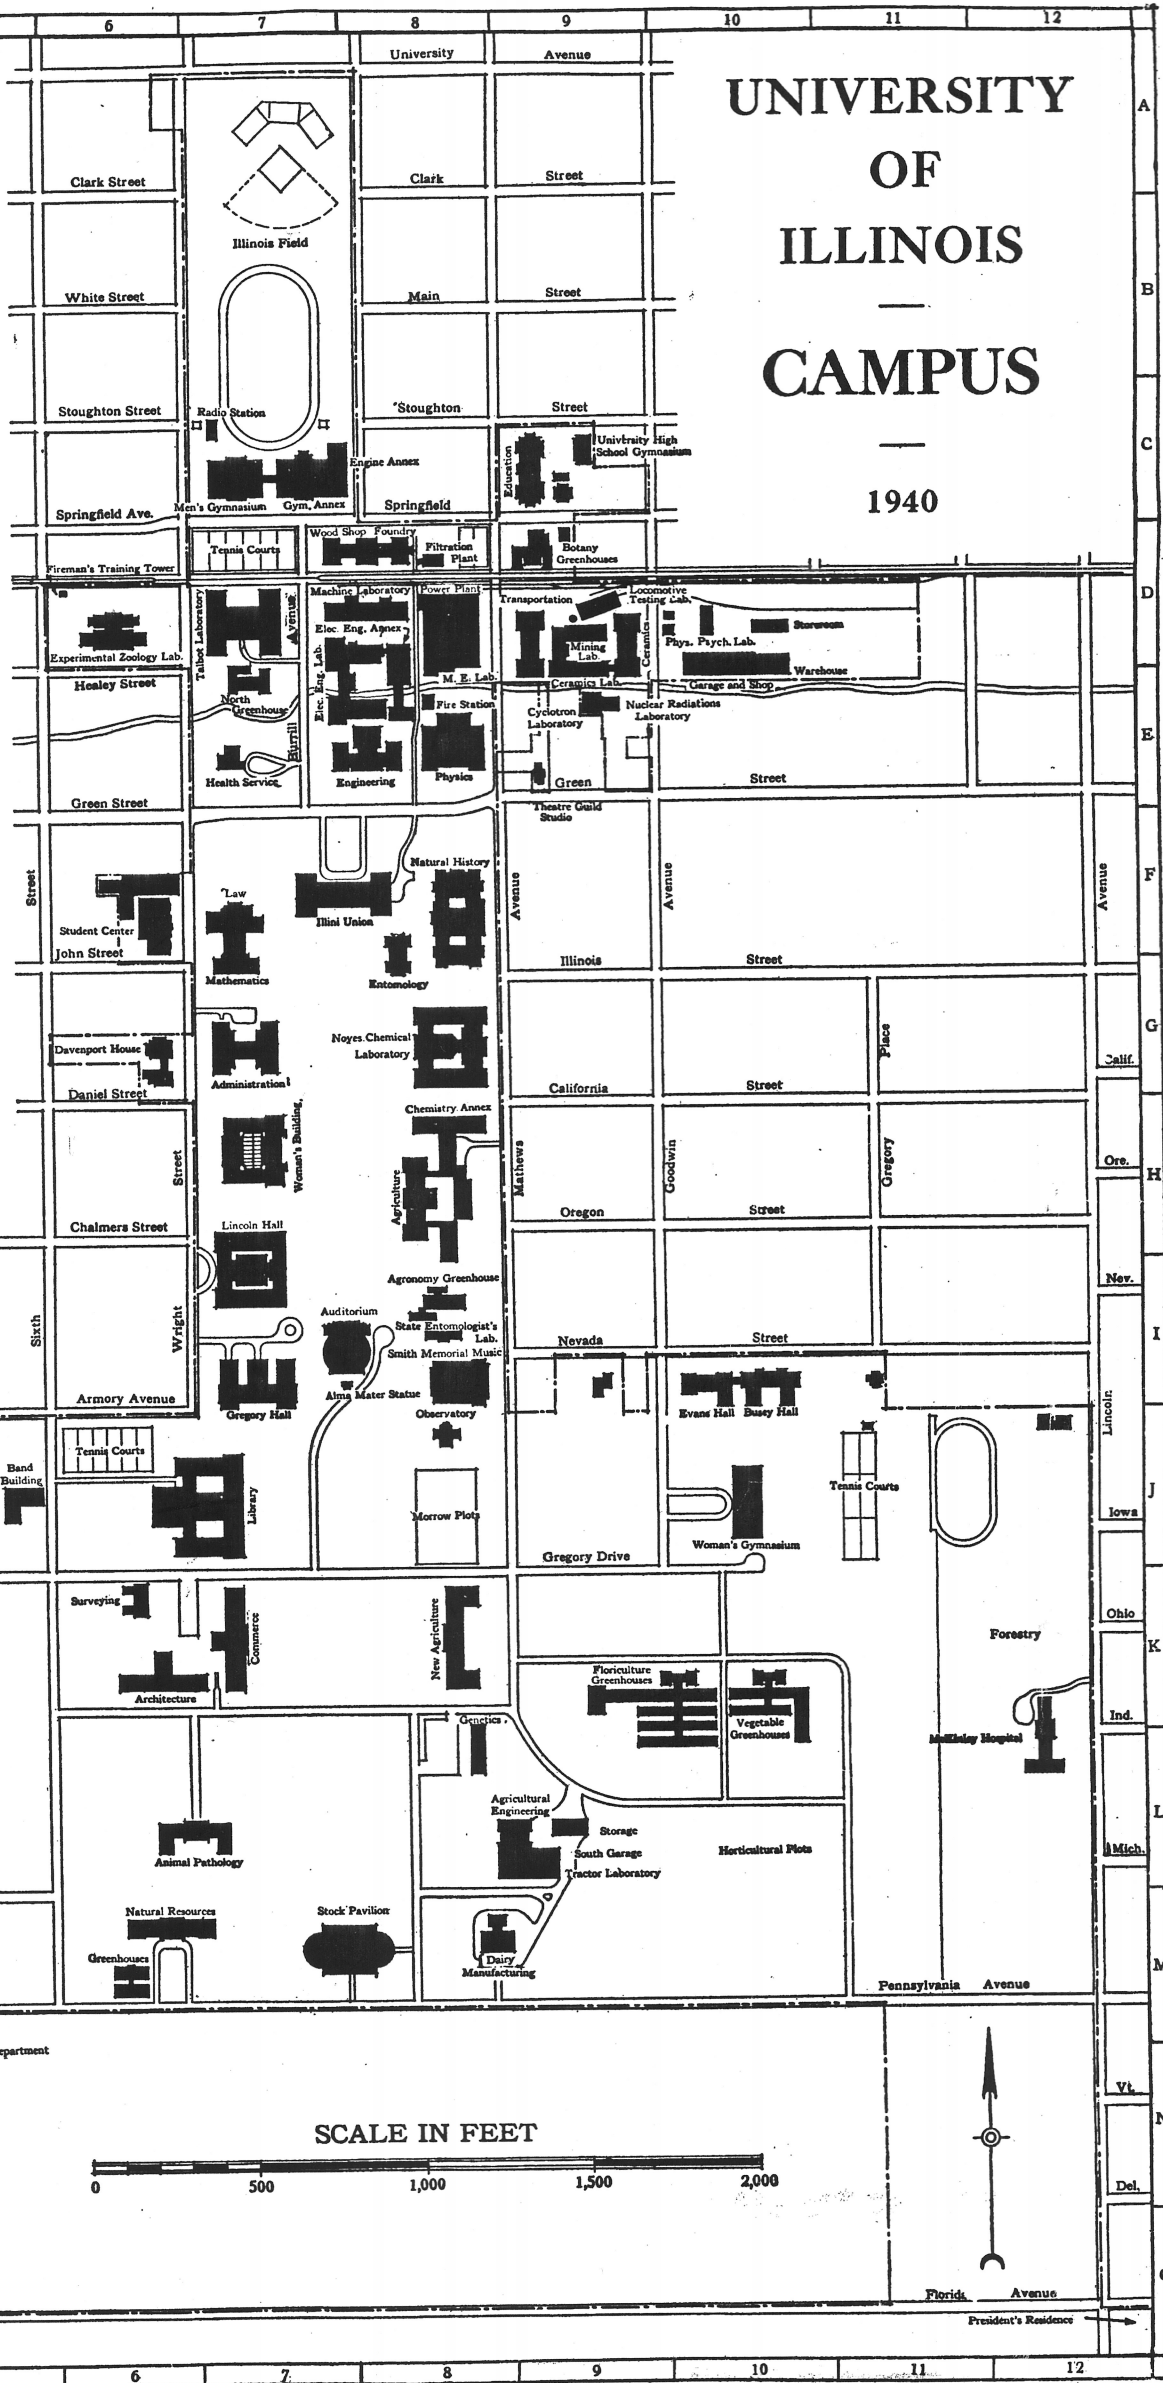 6 7 8 9 10 11 12
University Avenue
UNIVERSITY
OF
ILLINOIS
CAMPUS
1940
A
Clark Street
Clark Street
Illinois Field
B
White Street
Main Street
Stoughton Street
Radio Station
Stoughton Street
C
University High
School Gymnasium
Education
Engine Annex
Men's Gymnasium
Gym. Annex
Springfield Ave.
Springfield
Tennis Courts
Wood Shop Foundry
Filtration
Plant
Botany
Greenhouses
Fireman's Training Tower
D
Talbot Laboratory
Avenue
Machine Laboratory
Power Plant
Transportation
Locomotive
Testing Lab.
Elec. Eng. Annex
Storeroom
Phys. Psych. Lab.
Ceramics
Mining
Lab.
Experimental Zoology Lab.
Elec. Eng. Lab.
Warehouse
Healey Street
M. E. Lab.
Ceramics Lab.
Garage and Shop
North
Greenhouse
Fire Station
Cyclotron
Laboratory
Nuclear Radiations
Laboratory
E
Burrill
Health Service
Engineering
Physics
Green Street
Green Street
Theatre Guild
Studio
F
Street
Natural History
Avenue
Avenue
Avenue
Law
Illini Union
Student Center
John Street
Illinois Street
Mathematics
Entomology
G
Davenport House
Noyes Chemical
Laboratory
Place
Calif.
Administration
Daniel Street
California Street
Chemistry Annex
Woman's Building
Street
Agriculture
Mathews
Goodwin
Gregory
Ore.
H
Chalmers Street
Lincoln Hall
Oregon Street
Agronomy Greenhouse
Nev.
Auditorium
State Entomologist's
Lab.
Sixth
Wright
Nevada Street
I
Smith Memorial Music
Armory Avenue
Alma Mater Statue
Gregory Hall
Observatory
Evans Hall Busey Hall
Lincoln
Tennis Courts
Band
Building
Library
Tennis Courts
J
Morrow Plots
Iowa
Woman's Gymnasium
Gregory Drive
Surveying
Commerce
New Agriculture
Ohio
Forestry
K
Architecture
Floriculture
Greenhouses
Genetics
Vegetable
Greenhouses
Ind.
McKinley Hospital
Agricultural
Engineering
Storage
L
South Garage
Horticultural Plots
Mich.
Animal Pathology
Tractor Laboratory
Natural Resources
Stock Pavilion
Greenhouses
Dairy
Manufacturing
M
Pennsylvania Avenue
epartment
Vt.
N
SCALE IN FEET
0 500 1,000 1,500 2,000
Del.
Florida Avenue
President's Residence
6 7 8 9 10 11 12